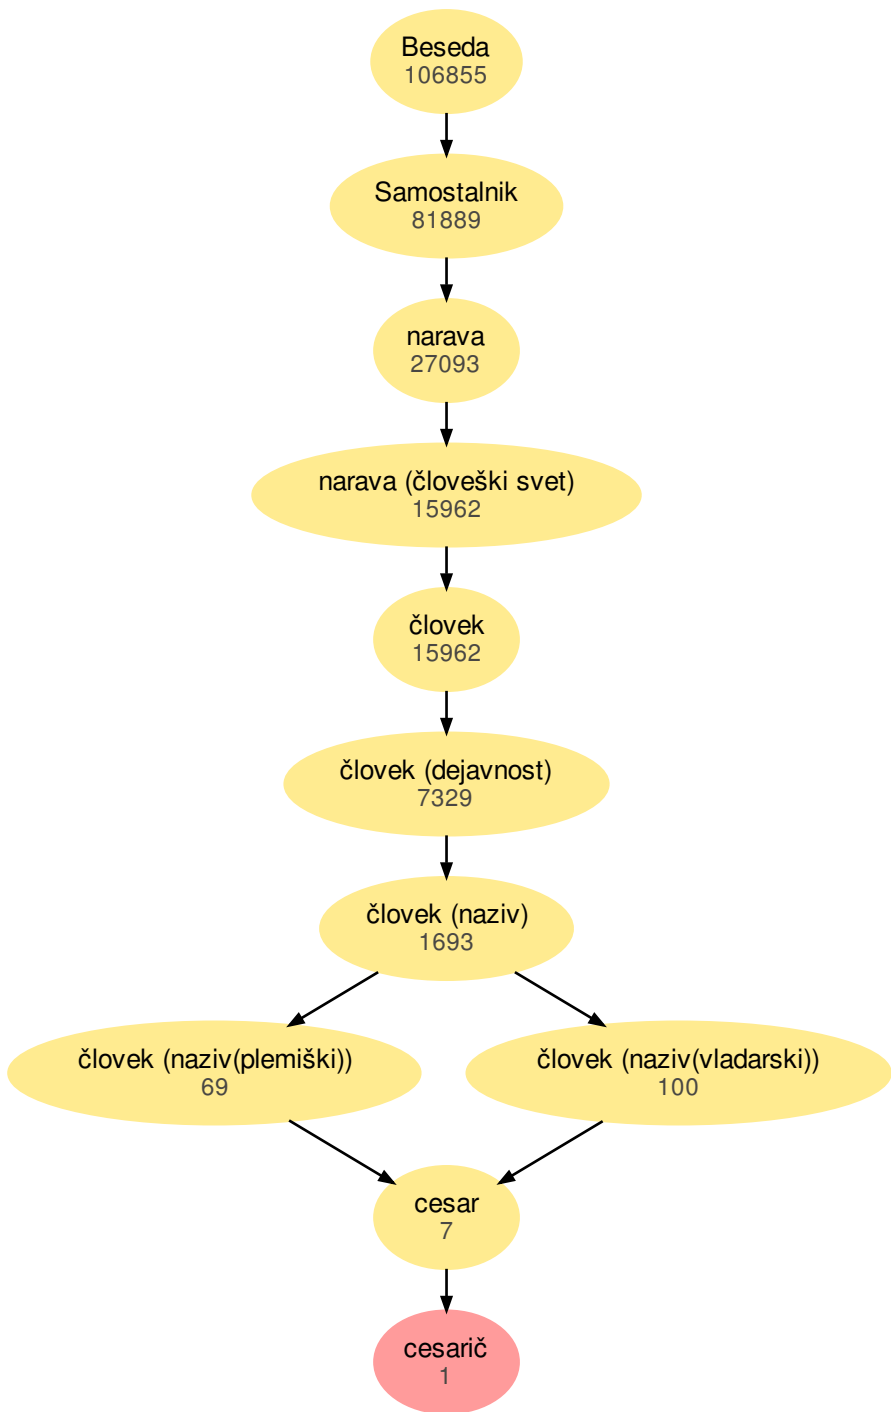 Beseda
106855
Samostalnik
81889
narava
27093
narava (človeški svet)
15962
človek
15962
človek (dejavnost)
7329
človek (naziv)
1693
človek (naziv(plemiški))
69
človek (naziv(vladarski))
100
cesar
7
cesarič
1